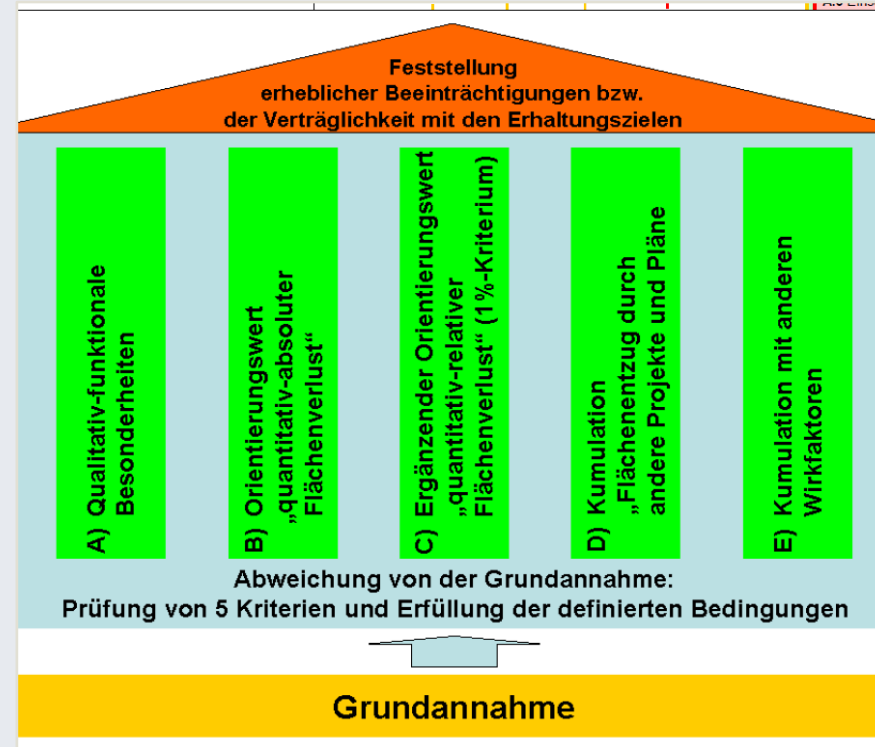 Feststellung
erheblicher Beeinträchtigungen bzw.
der Verträglichkeit mit den Erhaltungszielen
A) Qualitativ-funktionale
Besonderheiten
B) Orientierungswert
„quantitativ-absoluter
Flächenverlust“
C) Ergänzender Orientierungswert
„quantitativ-relativer
Flächenverlust“ (1%-Kriterium)
D) Kumulation
„Flächenentzug durch
andere Projekte und Pläne
E) Kumulation mit anderen
Wirkfaktoren
Abweichung von der Grundannahme:
Prüfung von 5 Kriterien und Erfüllung der definierten Bedingungen
Grundannahme